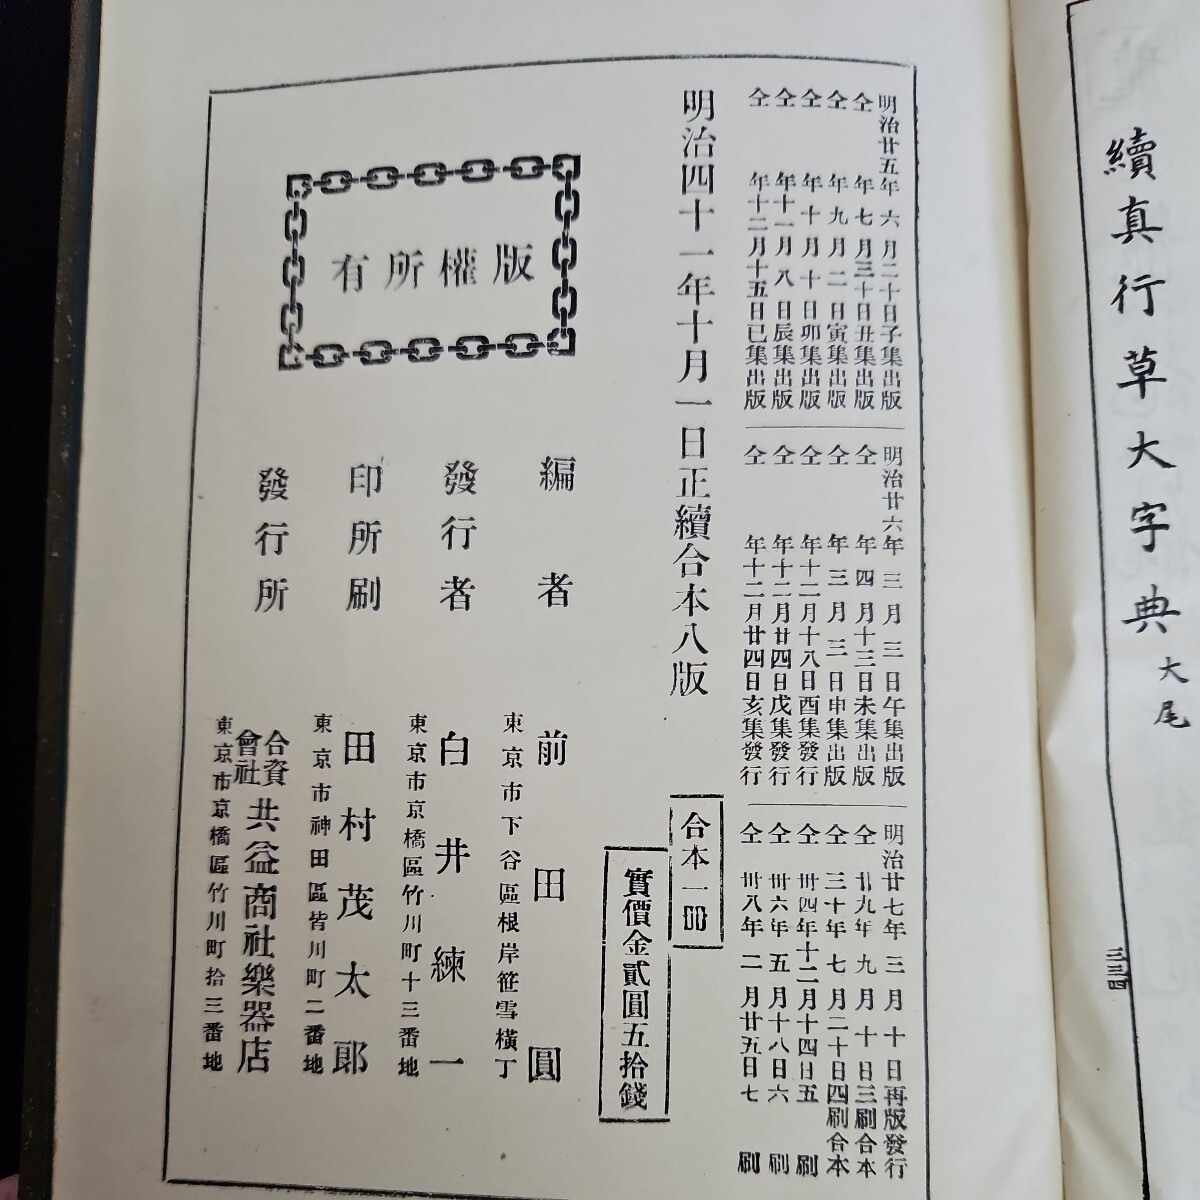 續真行草大字典大尾
三三四
明治廿五年六月二十日子集出版
仝年七月三十日丑集出版
仝年九月二日寅集出版
仝年十月十日卯集出版
仝年十一月八日辰集出版
仝年十二月十五日巳集出版
明治廿六年三月三日午集出版
仝年四月十三日未集出版
仝年三月三日申集出版
仝年十二月十八日酉集發行
仝年十二月廿四日戌集發行
仝年十二月廿四日亥集發行
明治廿七年三月十日再版發行
仝廿九年九月十日三刷合本
仝三十年七月二十日四刷合本
仝卅四年十二月十四日五刷
仝卅六年五月十八日六刷
仝卅八年二月廿五日七刷
明治四十一年十月一日正續合本八版
合本一冊
實價金貳圓五拾錢
版權所有
編者
東京市下谷區根岸笹雪橫丁
前田圓
發行者
東京市京橋區竹川町十三番地
白井練一
印刷所
東京市神田區皆川町二番地
田村茂太郎
發行所
東京市京橋區竹川町拾三番地
合資會社共益商社樂器店